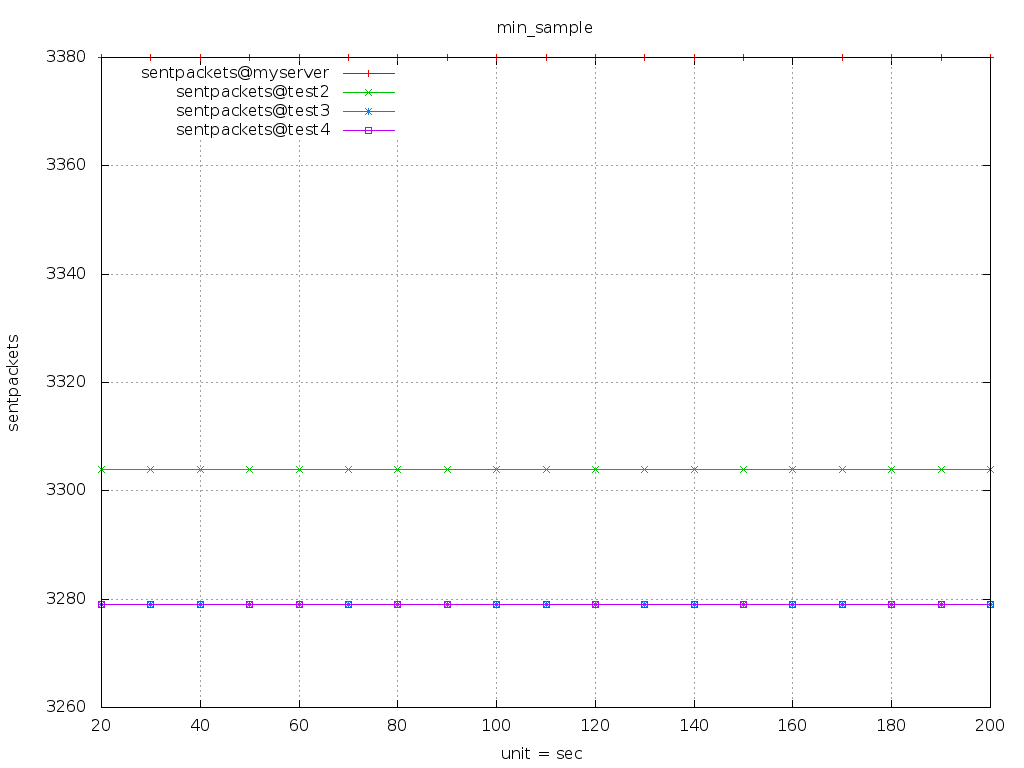 min_sample
3380
sentpackets@myserver
sentpackets@test2
sentpackets@test3
sentpackets@test4
3360
3340
3320
3300
3280
3260
sentpackets
20 40 60 80 100 120 140 160 180 200
unit = sec